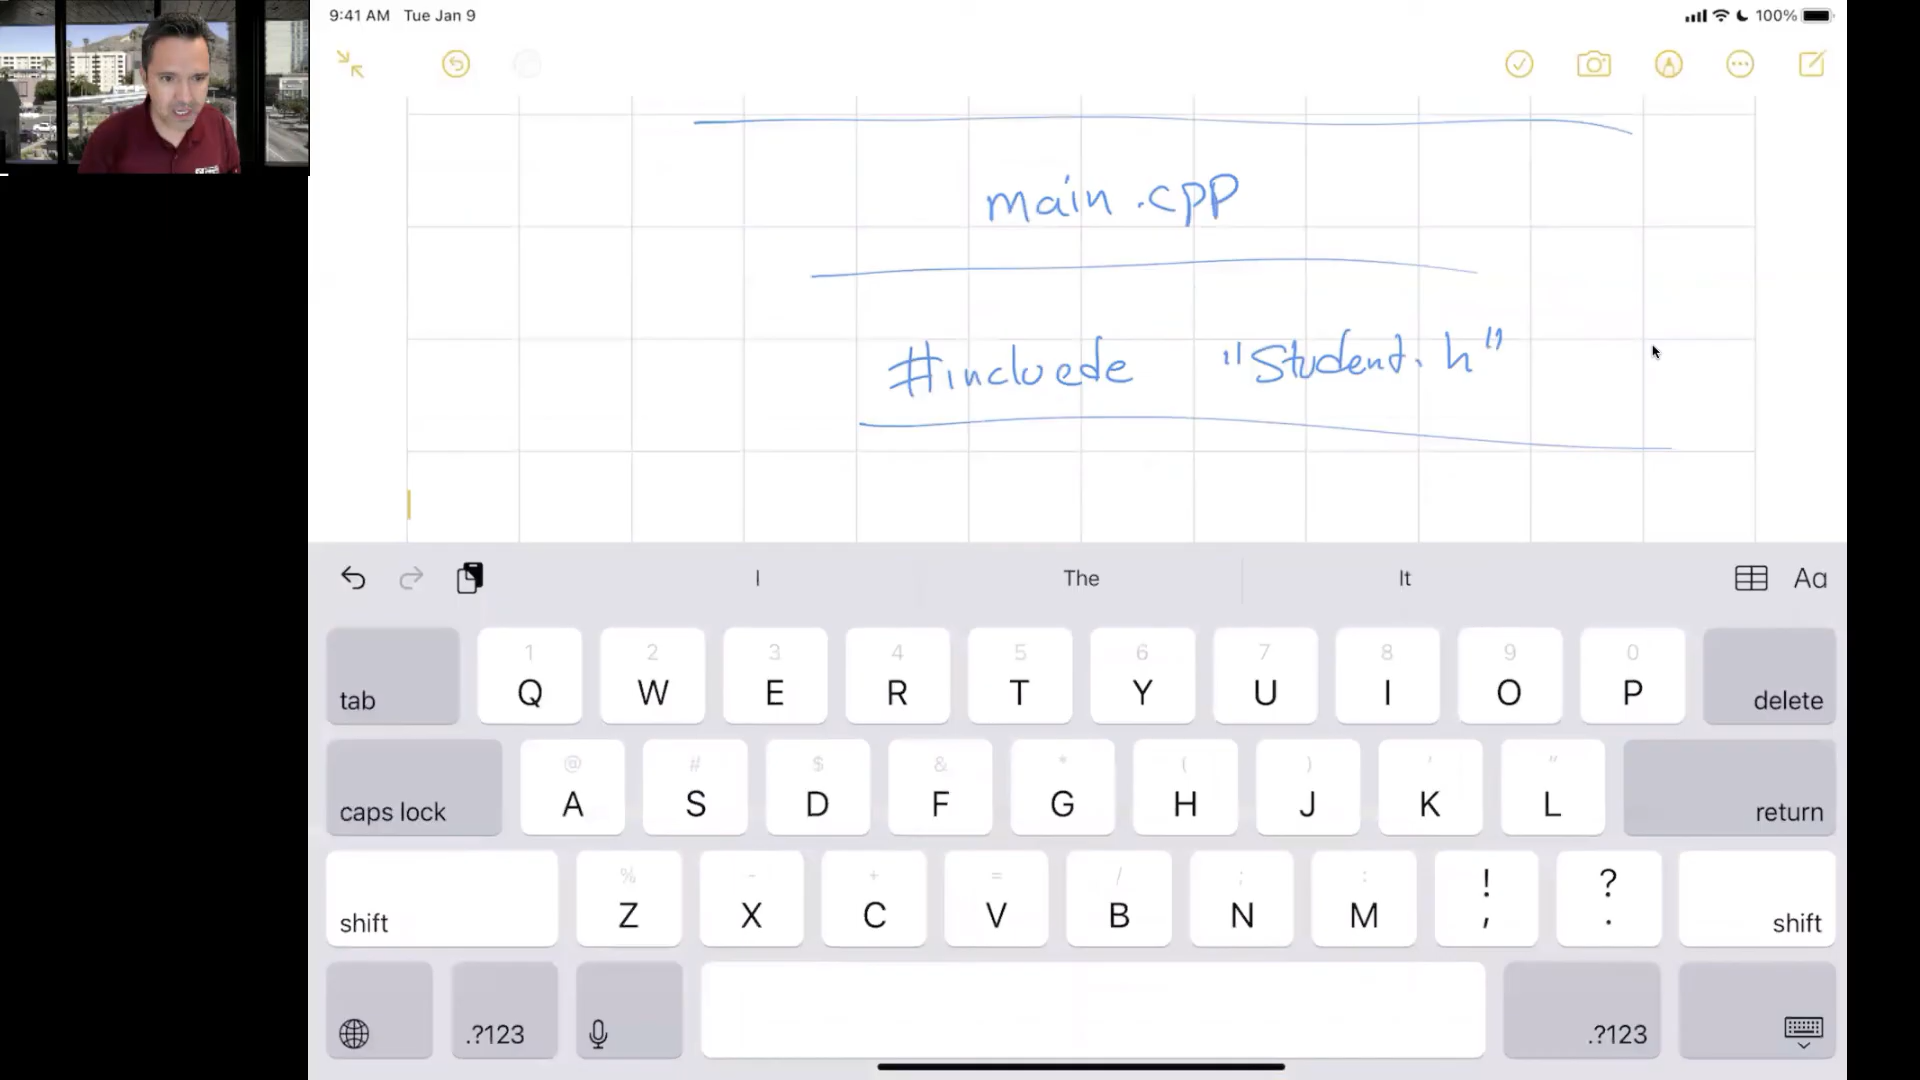 9:41 AM Tue Jan 9
100%
main.cpp
#incluede "Student.h"
I The It
Aa
1 2 3 4 5 6 7 8 9 0
tab Q W E R T Y U I O P delete
@ # $ & * ( ) ' "
caps lock A S D F G H J K L return
% - + = / ; : ! ?
shift Z X C V B N M , . shift
.?123 .?123